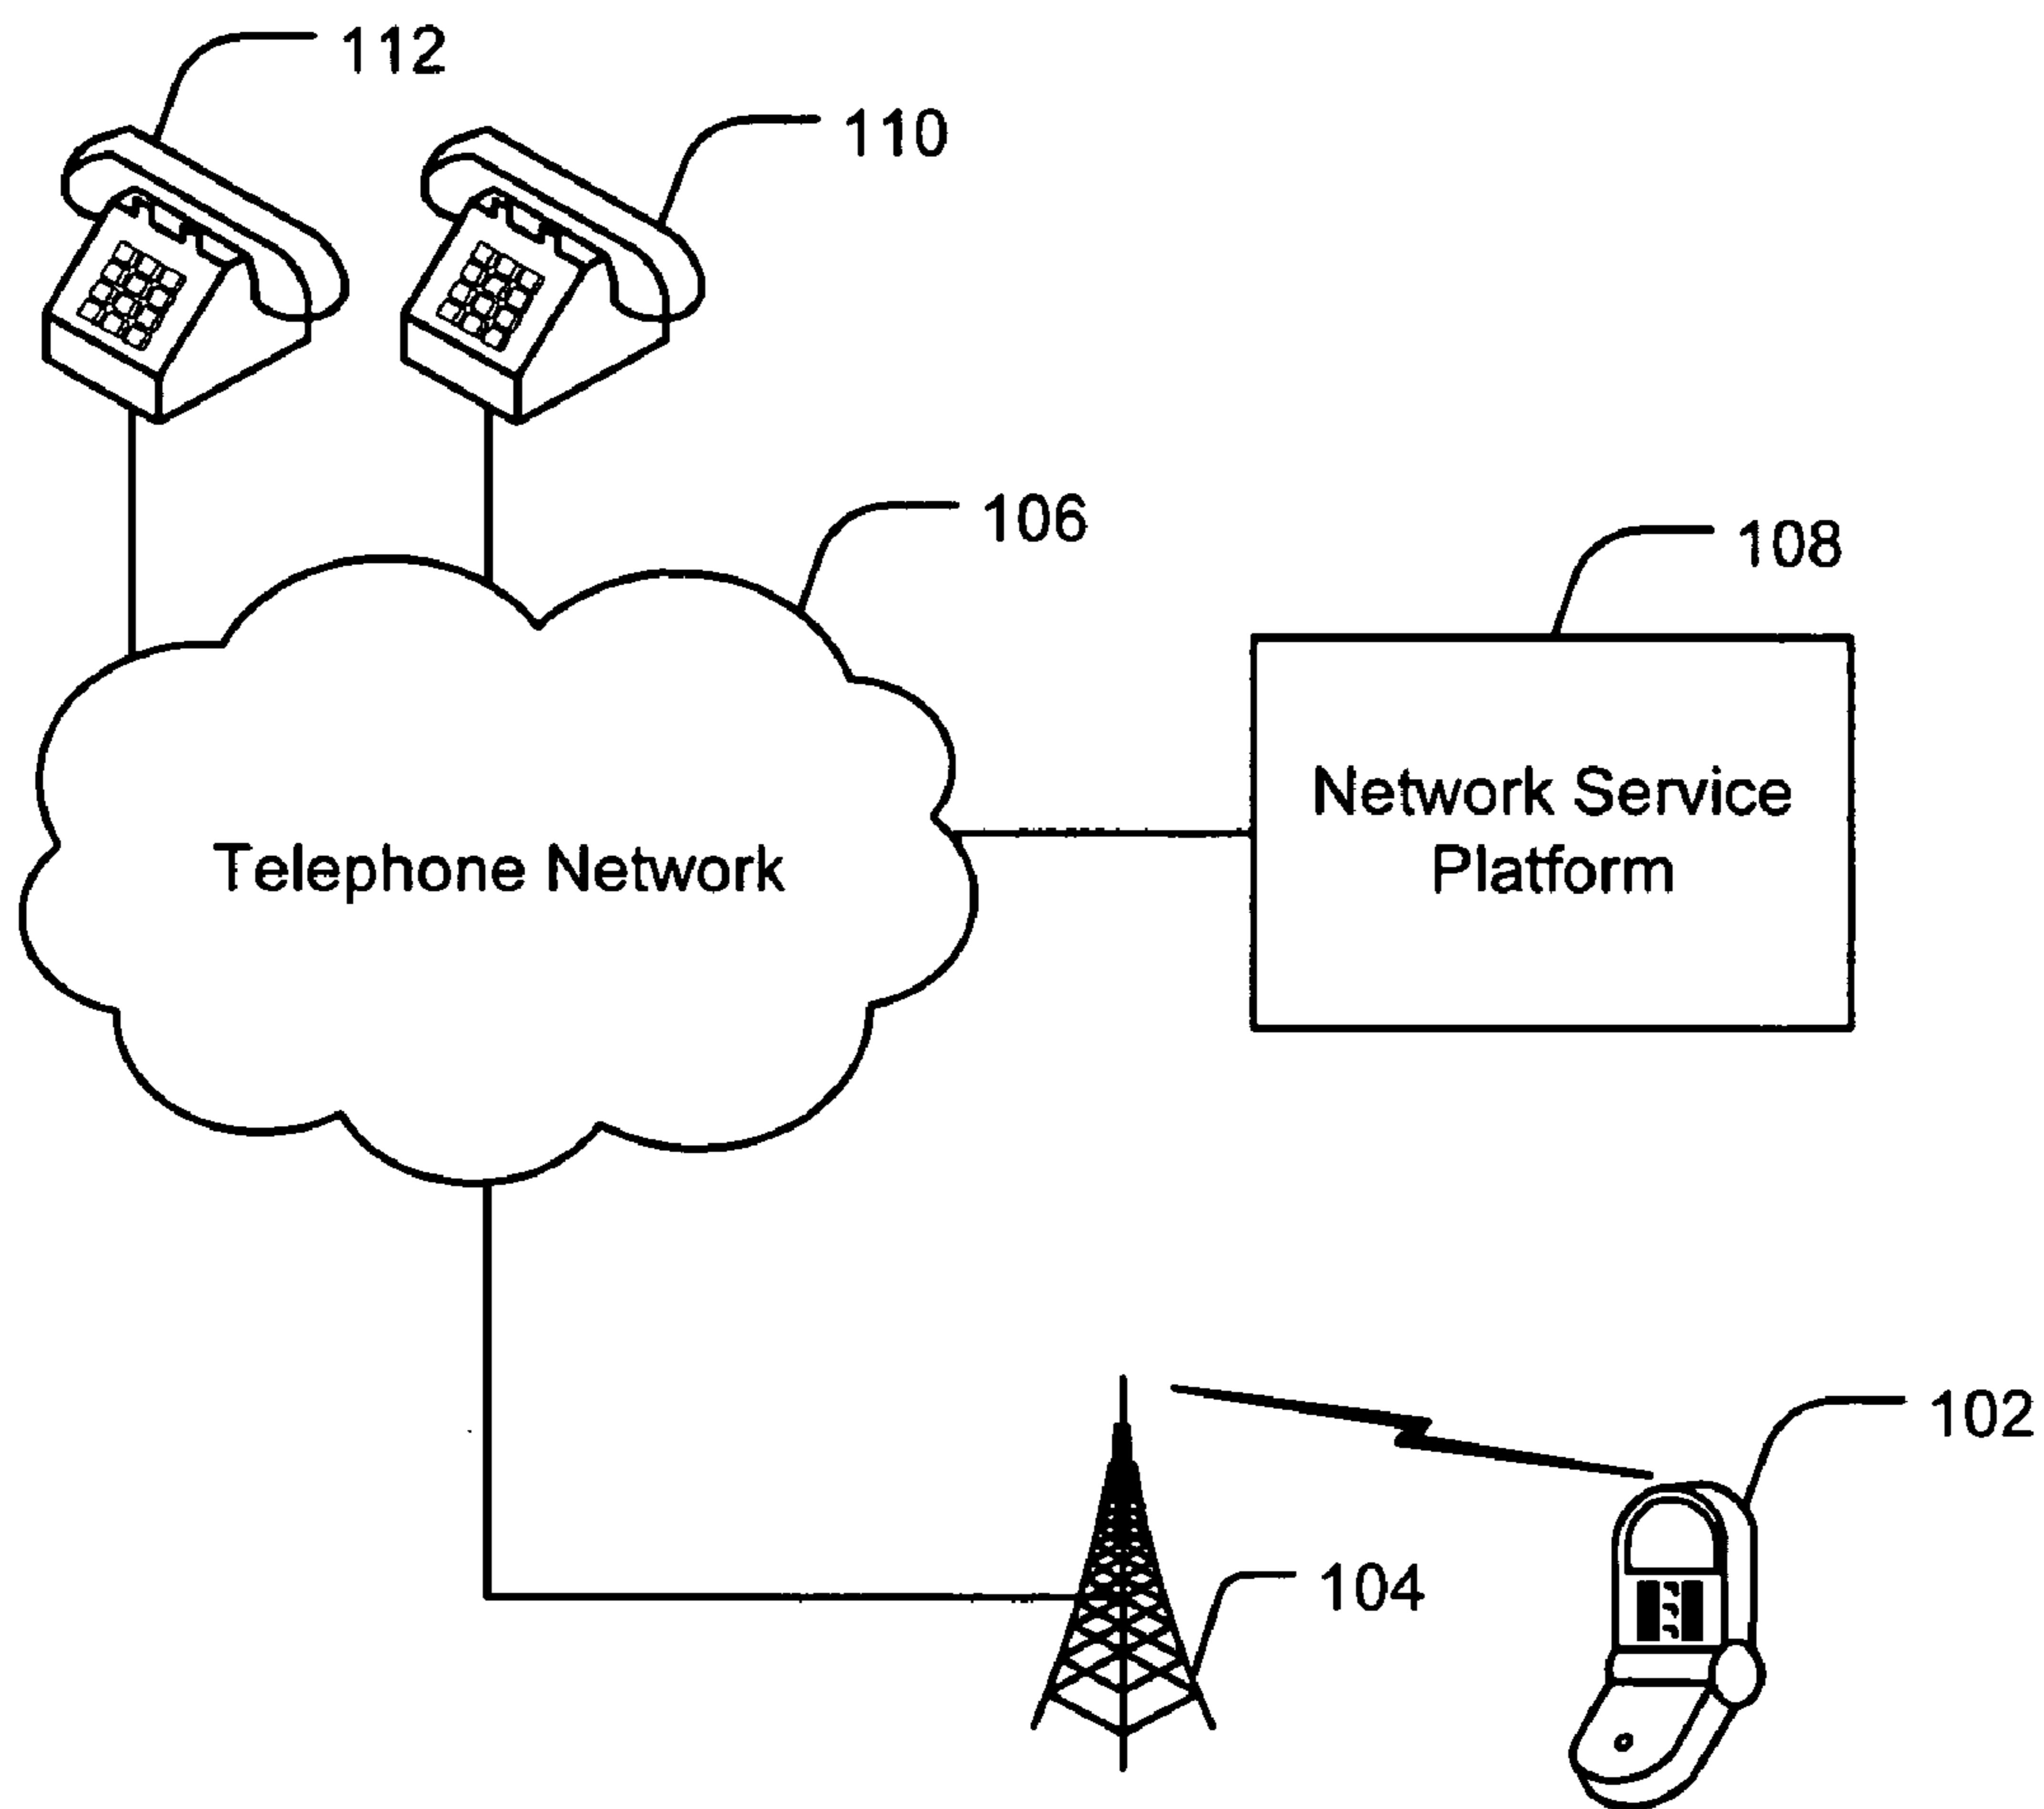 112
110
106
108
Network Service
Platform
Telephone Network
102
104